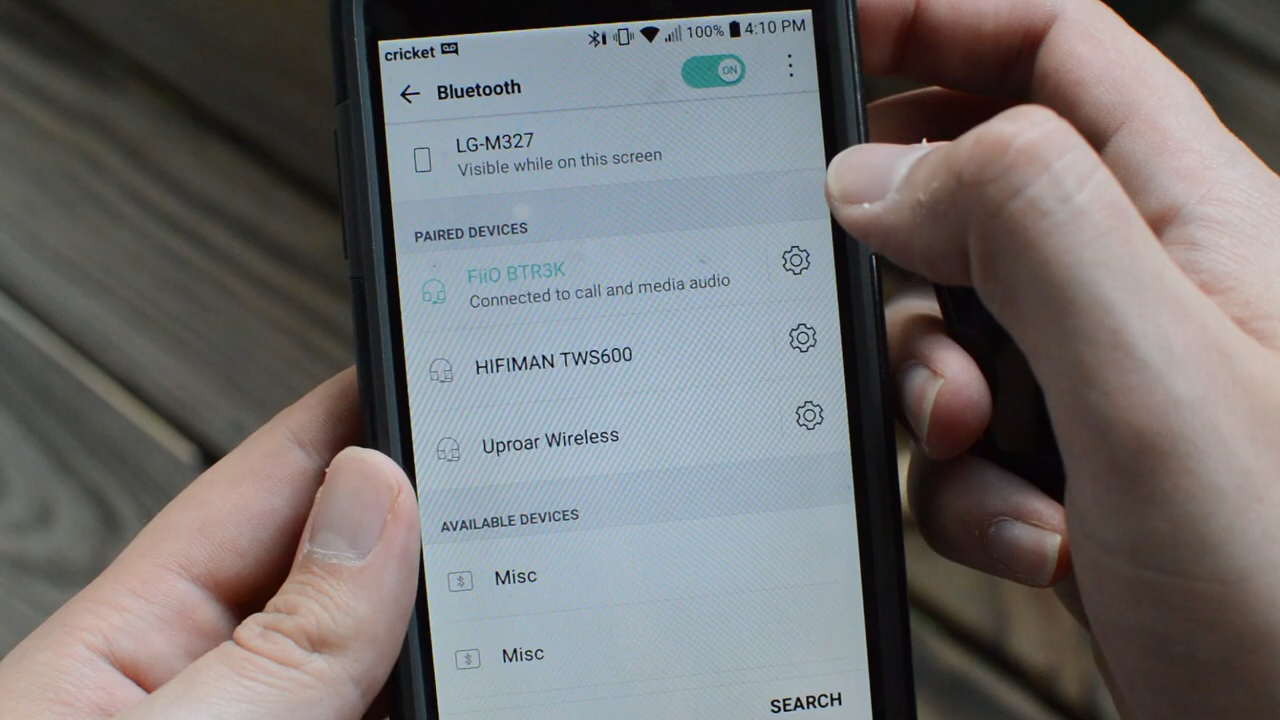 cricket 100% 4:10 PM
Bluetooth ON
LG-M327
Visible while on this screen
PAIRED DEVICES
FiiO BTR3K
Connected to call and media audio
HIFIMAN TWS600
Uproar Wireless
AVAILABLE DEVICES
Misc
Misc
SEARCH